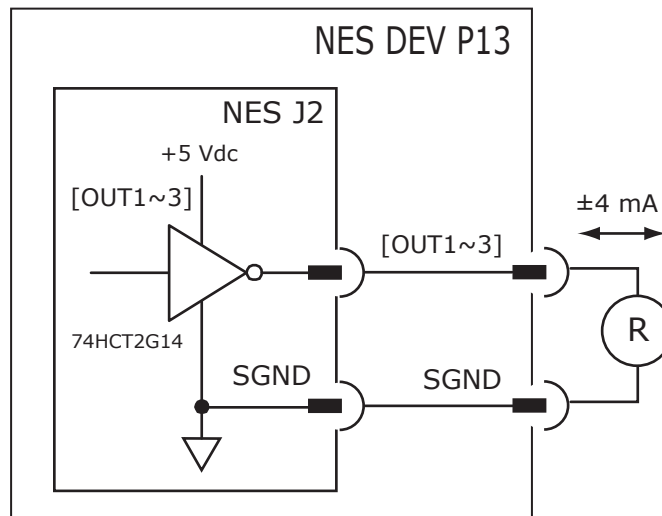 NES DEV P13
NES J2
+5 Vdc
[OUT1~3]
[OUT1~3]
±4 mA
74HCT2G14
R
SGND
SGND